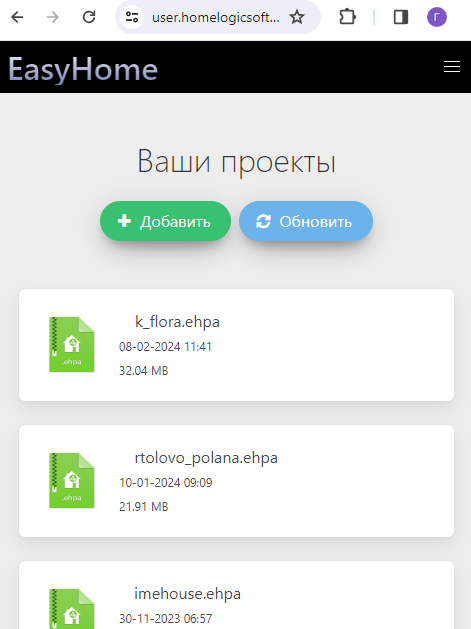 user.homelogicsoft...
Г
EasyHome
Ваши проекты
Добавить
Обновить
k_flora.ehpa
08-02-2024 11:41
32.04 MB
.ehpa
rtolovo_polana.ehpa
10-01-2024 09:09
21.91 MB
.ehpa
imehouse.ehpa
30-11-2023 06:57